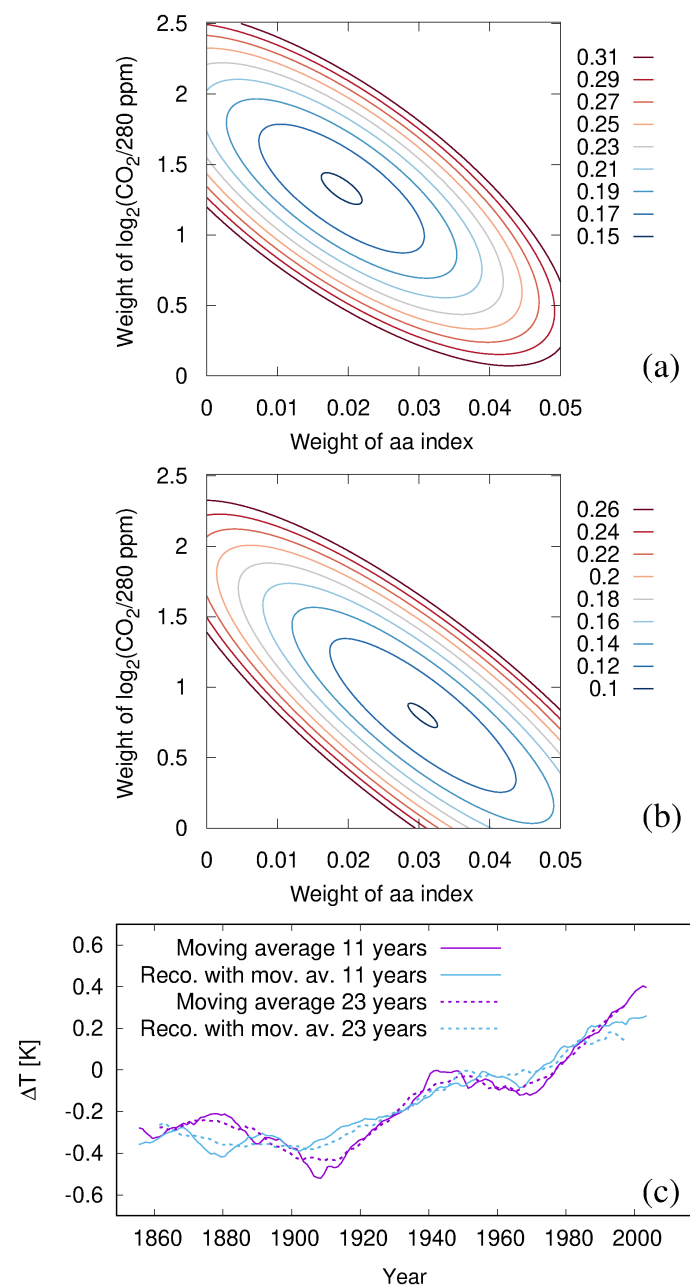 2.5
2
1.5
1
0.5
0
Weight of log2(CO2/280 ppm)
0 0.01 0.02 0.03 0.04 0.05
Weight of aa index
0.31
0.29
0.27
0.25
0.23
0.21
0.19
0.17
0.15
(a)
2.5
2
1.5
1
0.5
0
Weight of log2(CO2/280 ppm)
0 0.01 0.02 0.03 0.04 0.05
Weight of aa index
0.26
0.24
0.22
0.2
0.18
0.16
0.14
0.12
0.1
(b)
0.6
0.4
0.2
0
-0.2
-0.4
-0.6
ΔT [K]
Moving average 11 years
Reco. with mov. av. 11 years
Moving average 23 years
Reco. with mov. av. 23 years
(c)
1860 1880 1900 1920 1940 1960 1980 2000
Year